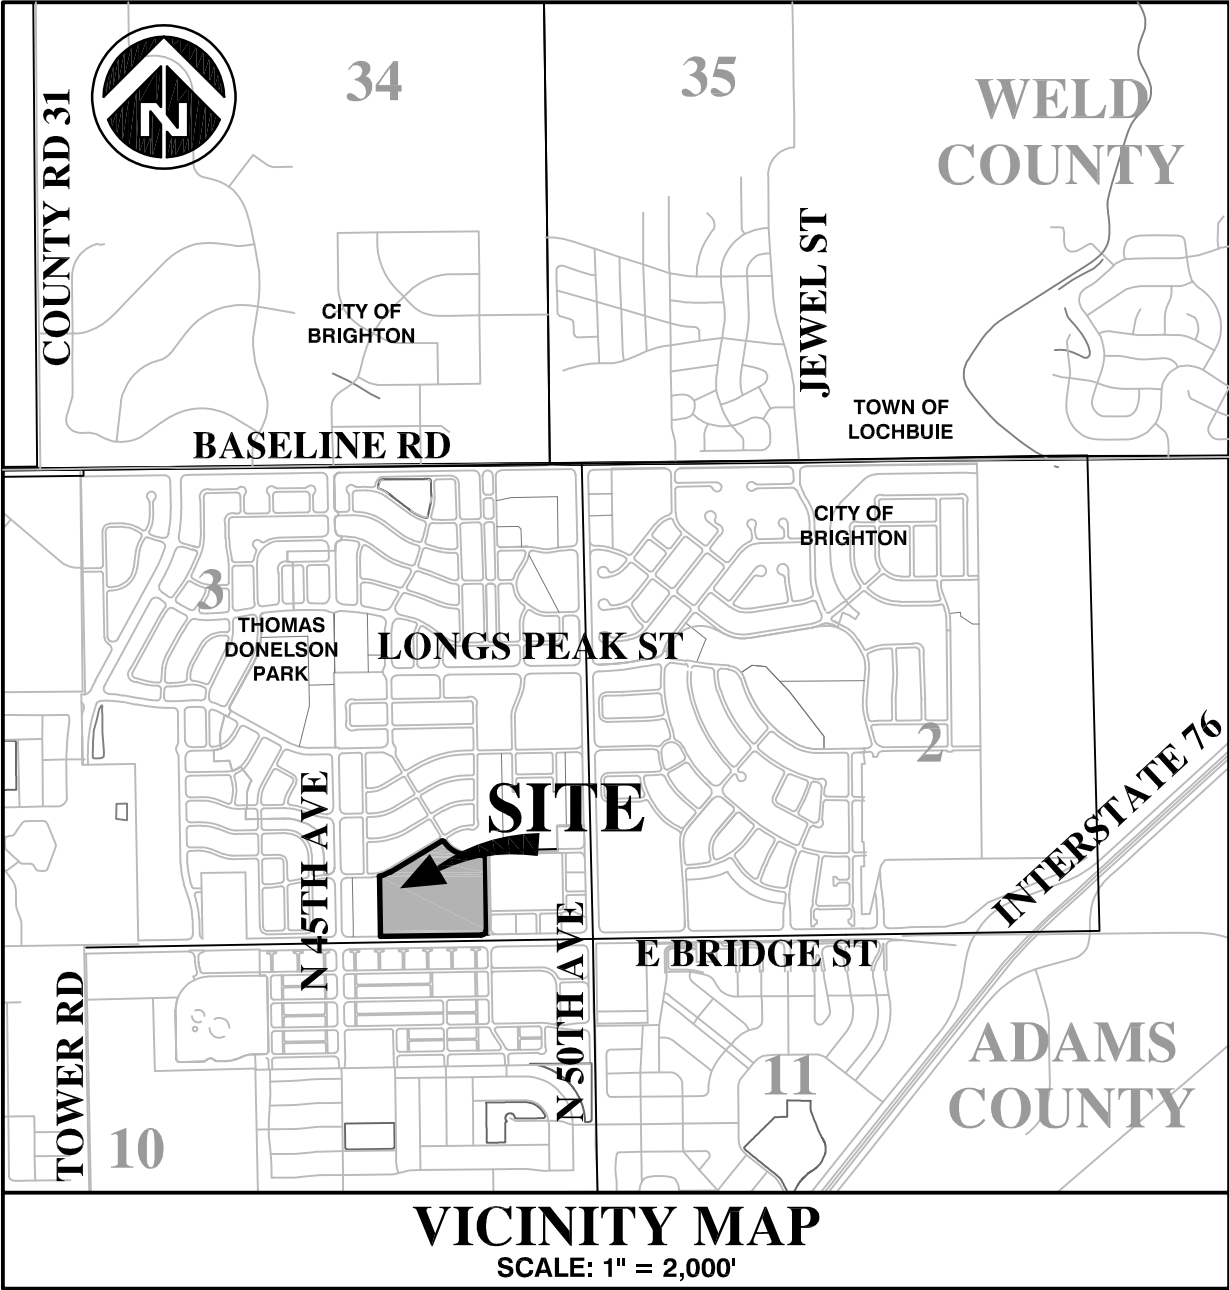 N
34
35
WELD
COUNTY
COUNTY RD 31
JEWEL ST
CITY OF
BRIGHTON
TOWN OF
LOCHBUIE
BASELINE RD
CITY OF
BRIGHTON
3
THOMAS
DONELSON
PARK
LONGS PEAK ST
2
INTERSTATE 76
SITE
N 45TH AVE
N 50TH AVE
E BRIDGE ST
TOWER RD
ADAMS
COUNTY
11
10
VICINITY MAP
SCALE: 1" = 2,000'